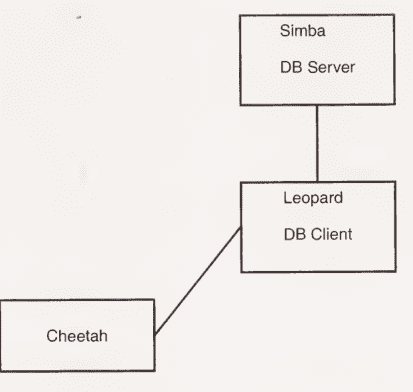 Simba
DB Server
Leopard
DB Client
Cheetah